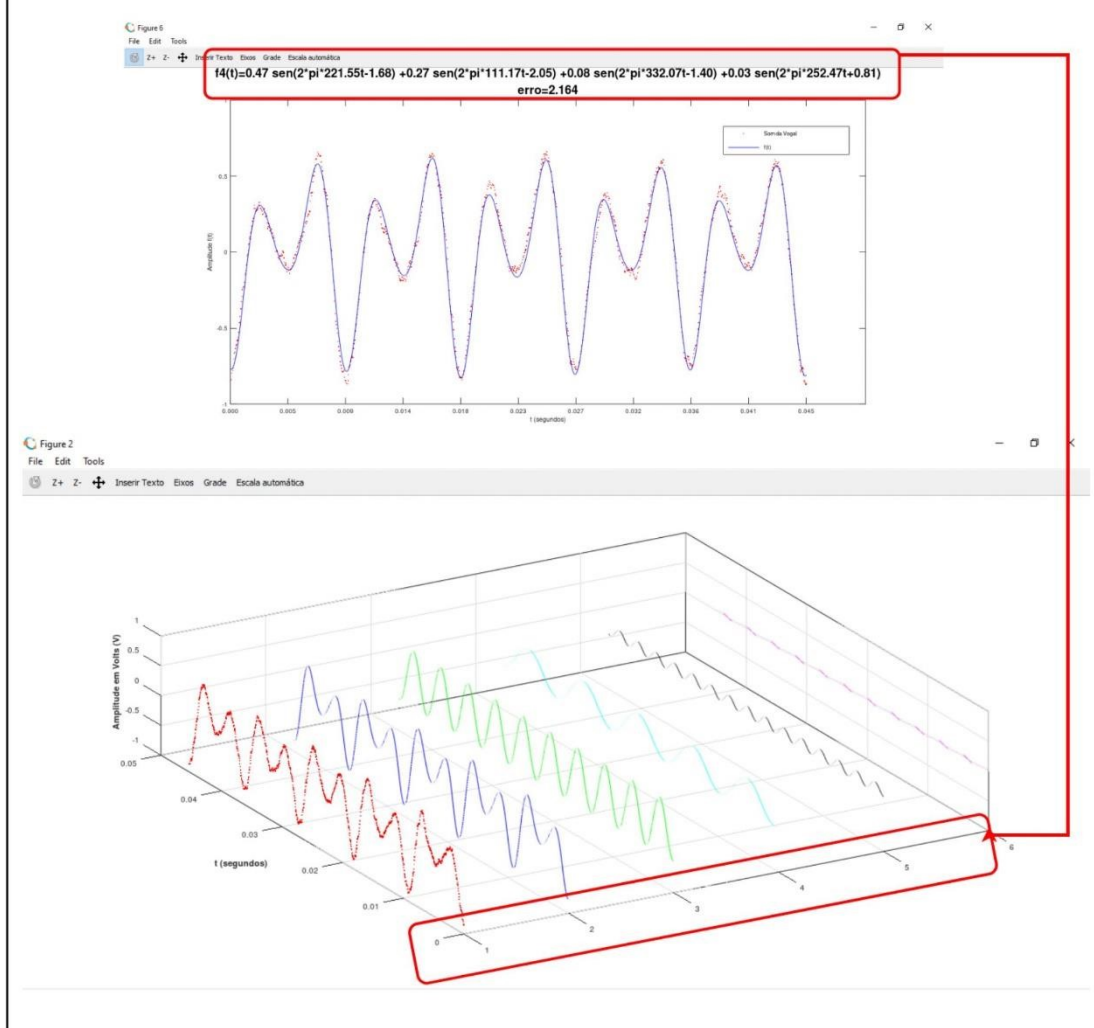 Figure 6
File Edit Tools
Z+ Z- Inserir Texto Eixos Grade Escala automática
f4(t)=0.47 sen(2*pi*221.55t-1.68) +0.27 sen(2*pi*111.17t-2.05) +0.08 sen(2*pi*332.07t-1.40) +0.03 sen(2*pi*252.47t+0.81)
erro=2.164
Som da Vogal
f(t)
0.5
0
-0.5
-1
Amplitude f(t)
0.000 0.005 0.009 0.014 0.018 0.023 0.027 0.032 0.036 0.041 0.045
t (segundos)
Figure 2
File Edit Tools
Z+ Z- Inserir Texto Eixos Grade Escala automática
Amplitude em Volts (V)
1
0.5
0
-0.5
-1
0.05
0.04
0.03
0.02
0.01
0
t (segundos)
1
2
3
4
5
6